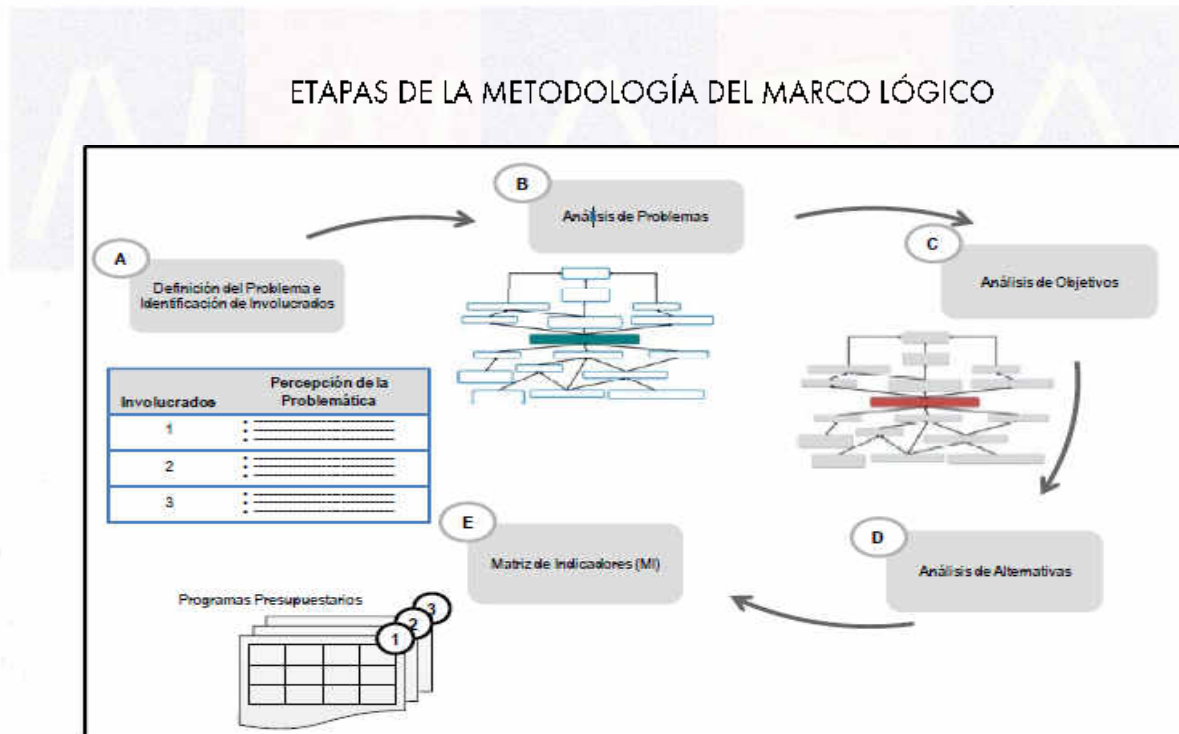 ETAPAS DE LA METODOLOGÍA DEL MARCO LÓGICO
A
Definición del Problema e
Identificación de Involucrados
B
Análisis de Problemas
C
Análisis de Objetivos
Involucrados
Percepción de la
Problemática
1
2
3
D
Análisis de Alternativas
E
Matriz de Indicadores (MI)
Programas Presupuestarios
1
2
3